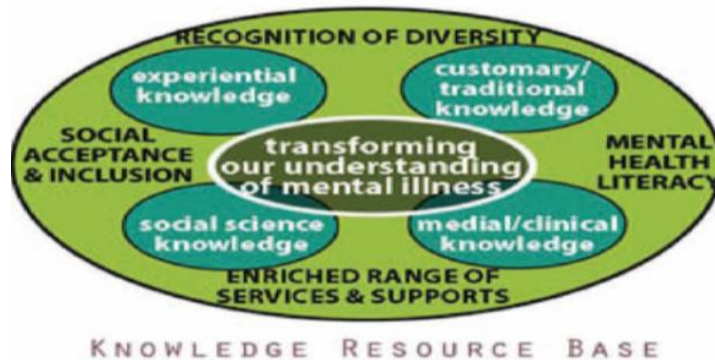 RECOGNITION OF DIVERSITY
experiential
knowledge
customary/
traditional
knowledge
SOCIAL
ACCEPTANCE
& INCLUSION
transforming
our understanding
of mental illness
MENTAL
HEALTH
LITERACY
social science
knowledge
medial/clinical
knowledge
ENRICHED RANGE OF
SERVICES & SUPPORTS
KNOWLEDGE RESOURCE BASE